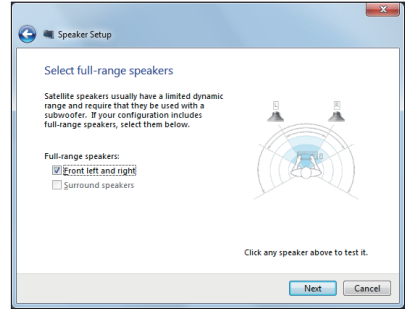 Speaker Setup
Select full-range speakers
Satellite speakers usually have a limited dynamic
range and require that they be used with a
subwoofer. If your configuration includes
full-range speakers, select them below.
L
R
Full-range speakers:
Front left and right
Surround speakers
Click any speaker above to test it.
Next
Cancel